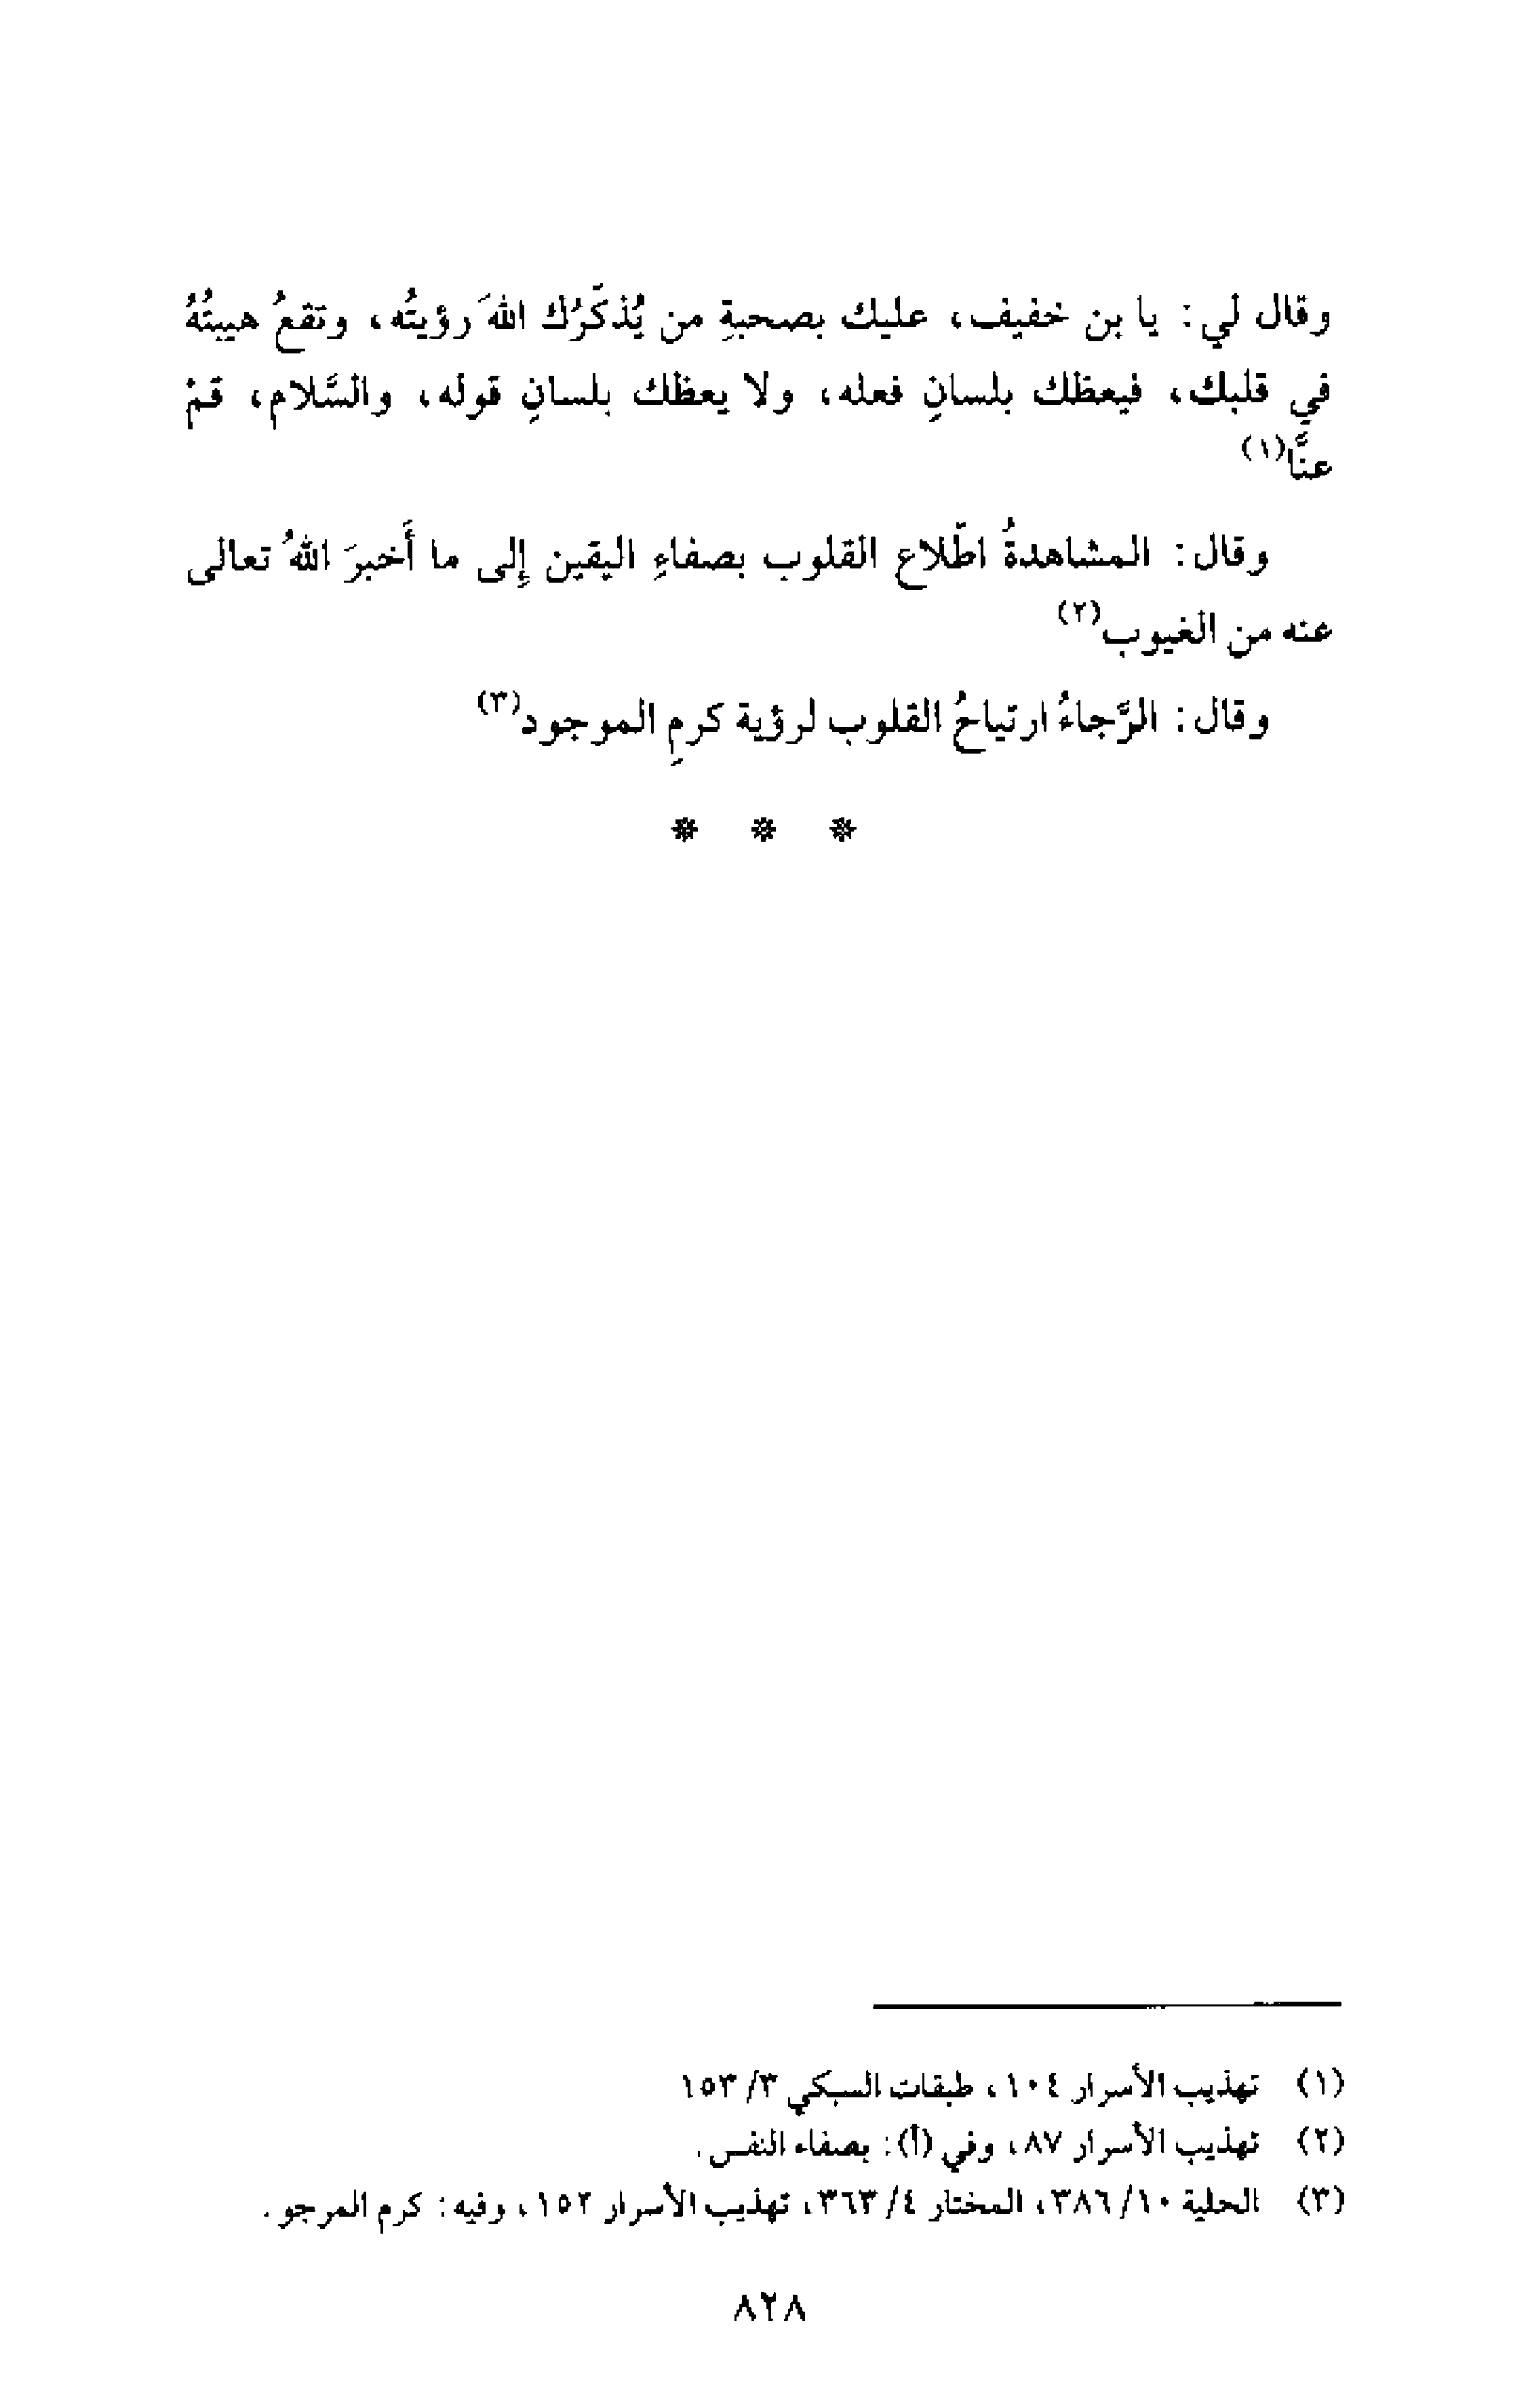 وقال لي: يا بن خفيف، عليك بصحبةِ من يُذكّرُك اللهَ رؤيتُه، وتقعُ هيبتُهُ
في قلبك، فيعظك بلسانِ فعله، ولا يعظك بلسانِ قوله، والسَّلام، قمْ
عنَّا(١)
وقال: المشاهدةُ اطّلاع القلوب بصفاءِ اليقين إلى ما أَخبرَ اللهُ تعالى
عنه من الغيوب(٢)
وقال: الرَّجاءُ ارتياحُ القلوب لرؤية كرمِ الموجود(٣)
* * *
(١) تهذيب الأسرار ١٠٤، طبقات السبكي ٣/ ١٥٣
(٢) تهذيب الأسرار ٨٧، وفي (أ): بصفاء النفس.
(٣) الحلية ١٠/ ٣٨٦، المختار ٤/ ٣٦٣، تهذيب الأسرار ١٥٢، وفيه: كرم المرجو.
٨٢٨